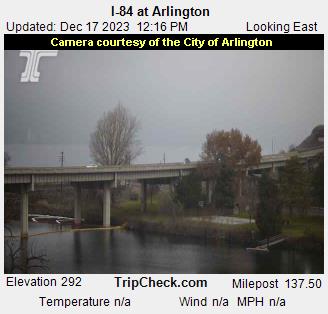 I-84 at Arlington
Updated: Dec 17 2023 12:16 PM Looking East
Camera courtesy of the City of Arlington
Elevation 292 TripCheck.com Milepost 137.50
Temperature n/a Wind n/a MPH n/a